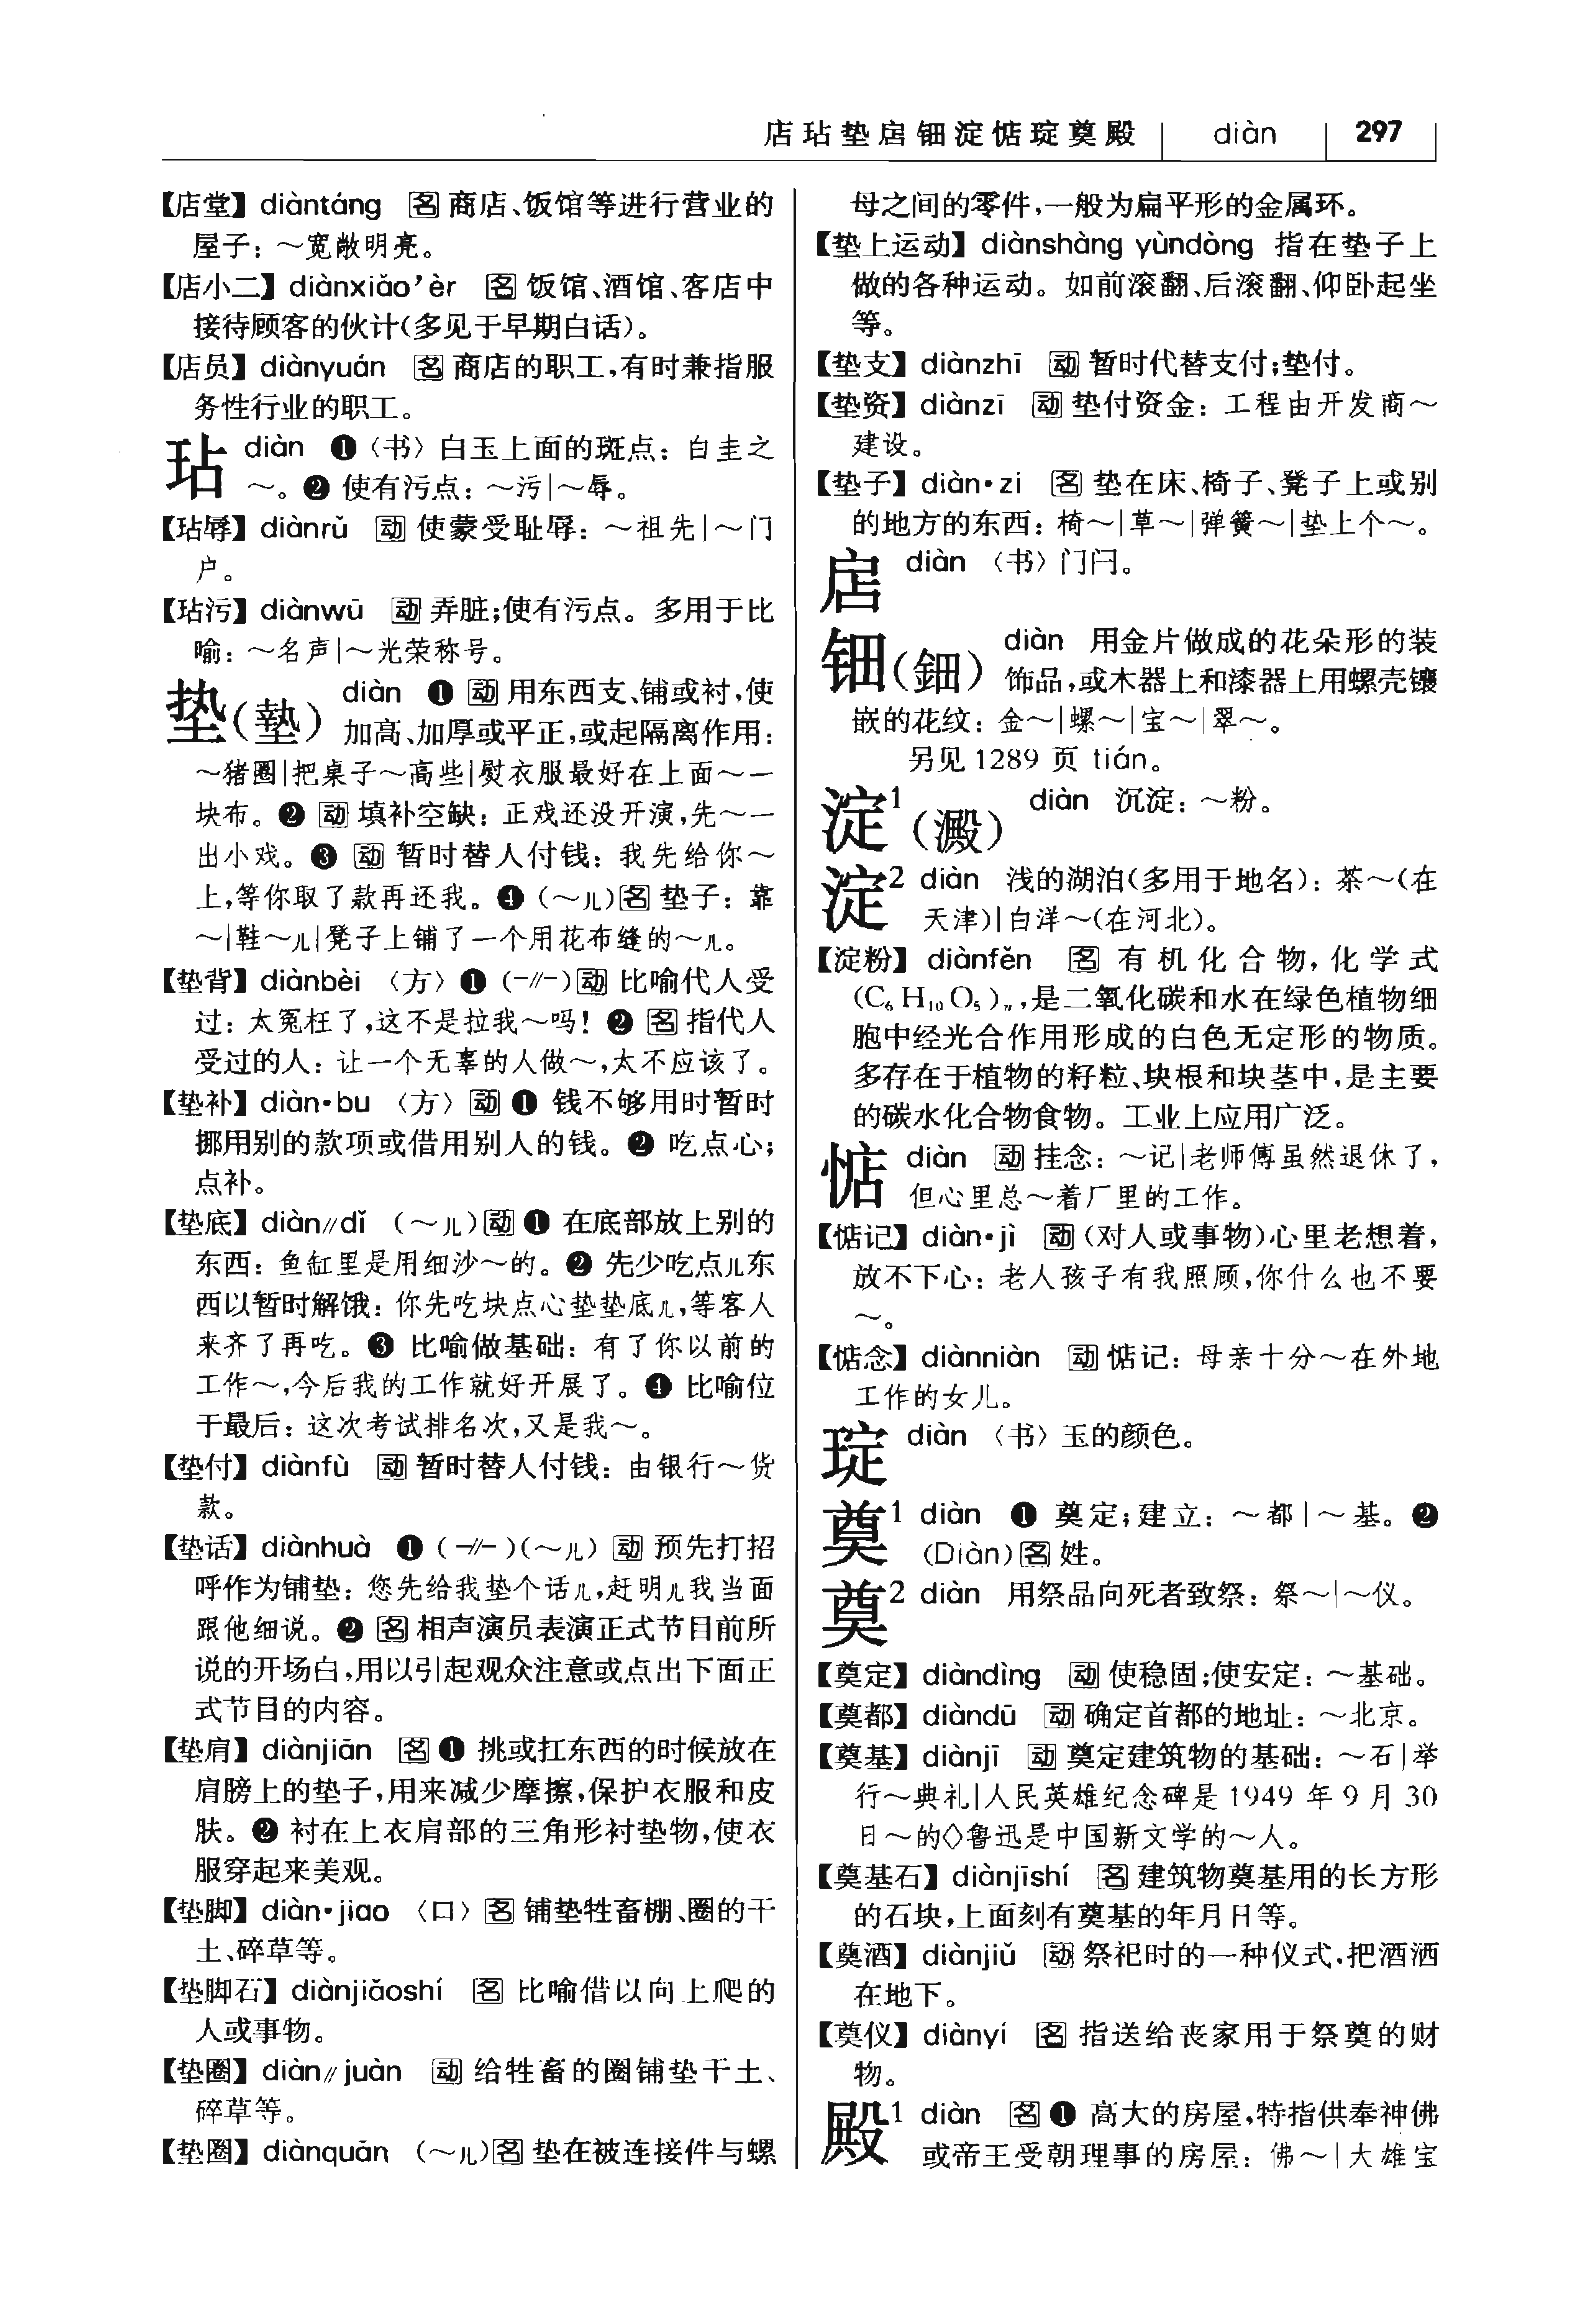 店玷垫扂钿淀惦琔奠殿 diàn 297
【店堂】diàntáng 名 商店、饭馆等进行营业的
屋子：～宽敞明亮。
【店小二】diànxiǎo’èr 名 饭馆、酒馆、客店中
接待顾客的伙计(多见于早期白话)。
【店员】diànyuán 名 商店的职工,有时兼指服
务性行业的职工。
玷 diàn ❶〈书〉白玉上面的斑点：白圭之
～。❷ 使有污点：～污|～辱。
【玷辱】diànrǔ 动 使蒙受耻辱：～祖先|～门
户。
【玷污】diànwū 动 弄脏;使有污点。多用于比
喻：～名声|～光荣称号。
垫(墊) diàn ❶ 动 用东西支、铺或衬,使
加高、加厚或平正,或起隔离作用：
～猪圈|把桌子～高些|熨衣服最好在上面～一
块布。❷ 动 填补空缺：正戏还没开演,先～一
出小戏。❸ 动 暂时替人付钱：我先给你～
上,等你取了款再还我。❹ (～儿)名 垫子：靠
～|鞋～儿|凳子上铺了一个用花布缝的～儿。
【垫背】diànbèi 〈方〉❶ (-//-)动 比喻代人受
过：太冤枉了,这不是拉我～吗! ❷ 名 指代人
受过的人：让一个无辜的人做～,太不应该了。
【垫补】diàn•bu 〈方〉动 ❶ 钱不够用时暂时
挪用别的款项或借用别人的钱。❷ 吃点心;
点补。
【垫底】diàn//dǐ (～儿)动 ❶ 在底部放上别的
东西：鱼缸里是用细沙～的。❷ 先少吃点儿东
西以暂时解饿：你先吃块点心垫垫底儿,等客人
来齐了再吃。❸ 比喻做基础：有了你以前的
工作～,今后我的工作就好开展了。❹ 比喻位
于最后：这次考试排名次,又是我～。
【垫付】diànfù 动 暂时替人付钱：由银行～货
款。
【垫话】diànhuà ❶ (-//-)(～儿) 动 预先打招
呼作为铺垫：您先给我垫个话儿,赶明儿我当面
跟他细说。❷ 名 相声演员表演正式节目前所
说的开场白,用以引起观众注意或点出下面正
式节目的内容。
【垫肩】diànjiān 名 ❶ 挑或扛东西的时候放在
肩膀上的垫子,用来减少摩擦,保护衣服和皮
肤。❷ 衬在上衣肩部的三角形衬垫物,使衣
服穿起来美观。
【垫脚】diàn•jiao 〈口〉名 铺垫牲畜棚、圈的干
土、碎草等。
【垫脚石】diànjiǎoshí 名 比喻借以向上爬的
人或事物。
【垫圈】diàn//juàn 动 给牲畜的圈铺垫干土、
碎草等。
【垫圈】diànquān (～儿)名 垫在被连接件与螺
母之间的零件,一般为扁平形的金属环。
【垫上运动】diànshàng yùndòng 指在垫子上
做的各种运动。如前滚翻、后滚翻、仰卧起坐
等。
【垫支】diànzhī 动 暂时代替支付;垫付。
【垫资】diànzī 动 垫付资金：工程由开发商～
建设。
【垫子】diàn•zi 名 垫在床、椅子、凳子上或别
的地方的东西：椅～|草～|弹簧～|垫上个～。
扂 diàn 〈书〉门闩。
钿(鈿) diàn 用金片做成的花朵形的装
饰品,或木器上和漆器上用螺壳镶
嵌的花纹：金～|螺～|宝～|翠～。
另见1289 页 tián。
淀¹(澱) diàn 沉淀：～粉。
淀² diàn 浅的湖泊(多用于地名)：茶～(在
天津)|白洋～(在河北)。
【淀粉】diànfěn 名 有机化合物,化学式
(C₆H₁₀O₅)ₙ,是二氧化碳和水在绿色植物细
胞中经光合作用形成的白色无定形的物质。
多存在于植物的籽粒、块根和块茎中,是主要
的碳水化合物食物。工业上应用广泛。
惦 diàn 动 挂念：～记|老师傅虽然退休了,
但心里总～着厂里的工作。
【惦记】diàn•jì 动 (对人或事物)心里老想着,
放不下心：老人孩子有我照顾,你什么也不要
～。
【惦念】diànniàn 动 惦记：母亲十分～在外地
工作的女儿。
琔 diàn 〈书〉玉的颜色。
奠¹ diàn ❶ 奠定;建立：～都|～基。❷
(Diàn)名 姓。
奠² diàn 用祭品向死者致祭：祭～|～仪。
【奠定】diàndìng 动 使稳固;使安定：～基础。
【奠都】diàndū 动 确定首都的地址：～北京。
【奠基】diànjī 动 奠定建筑物的基础：～石|举
行～典礼|人民英雄纪念碑是 1949 年 9 月 30
日～的◇鲁迅是中国新文学的～人。
【奠基石】diànjīshí 名 建筑物奠基用的长方形
的石块,上面刻有奠基的年月日等。
【奠酒】diànjiǔ 动 祭祀时的一种仪式,把酒洒
在地下。
【奠仪】diànyí 名 指送给丧家用于祭奠的财
物。
殿¹ diàn 名 ❶ 高大的房屋,特指供奉神佛
或帝王受朝理事的房屋：佛～|大雄宝